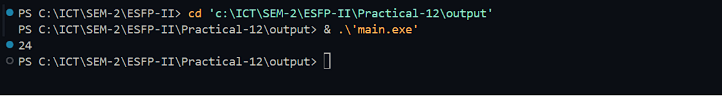 PS C:\ICT\SEM-2\ESFP-II> cd 'c:\ICT\SEM-2\ESFP-II\Practical-12\output'
PS C:\ICT\SEM-2\ESFP-II\Practical-12\output> & .\'main.exe'
24
PS C:\ICT\SEM-2\ESFP-II\Practical-12\output>